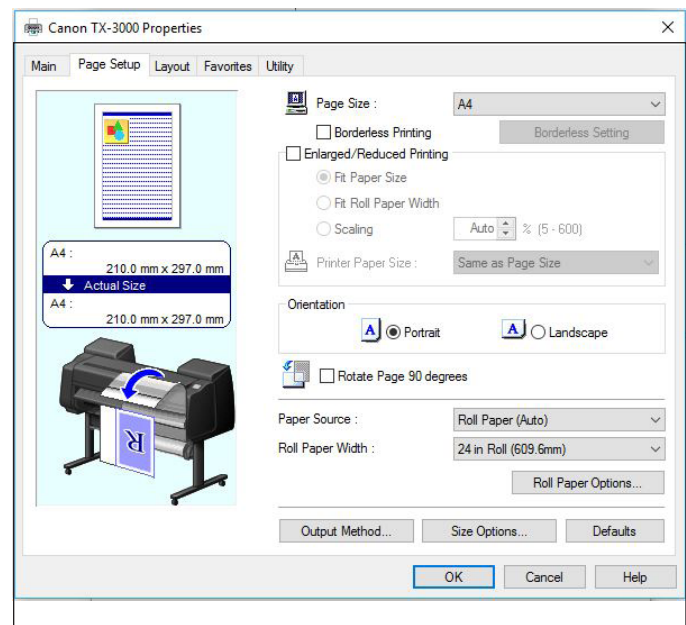 Canon TX-3000 Properties
Main Page Setup Layout Favorites Utility
Page Size : A4
Borderless Printing Borderless Setting
Enlarged/Reduced Printing
Fit Paper Size
Fit Roll Paper Width
Scaling Auto % (5 - 600)
Printer Paper Size : Same as Page Size
A4 :
210.0 mm x 297.0 mm
Actual Size
A4 :
210.0 mm x 297.0 mm
Orientation
A Portrait A Landscape
Rotate Page 90 degrees
Paper Source : Roll Paper (Auto)
Roll Paper Width : 24 in Roll (609.6mm)
R
Roll Paper Options...
Output Method... Size Options... Defaults
OK Cancel Help